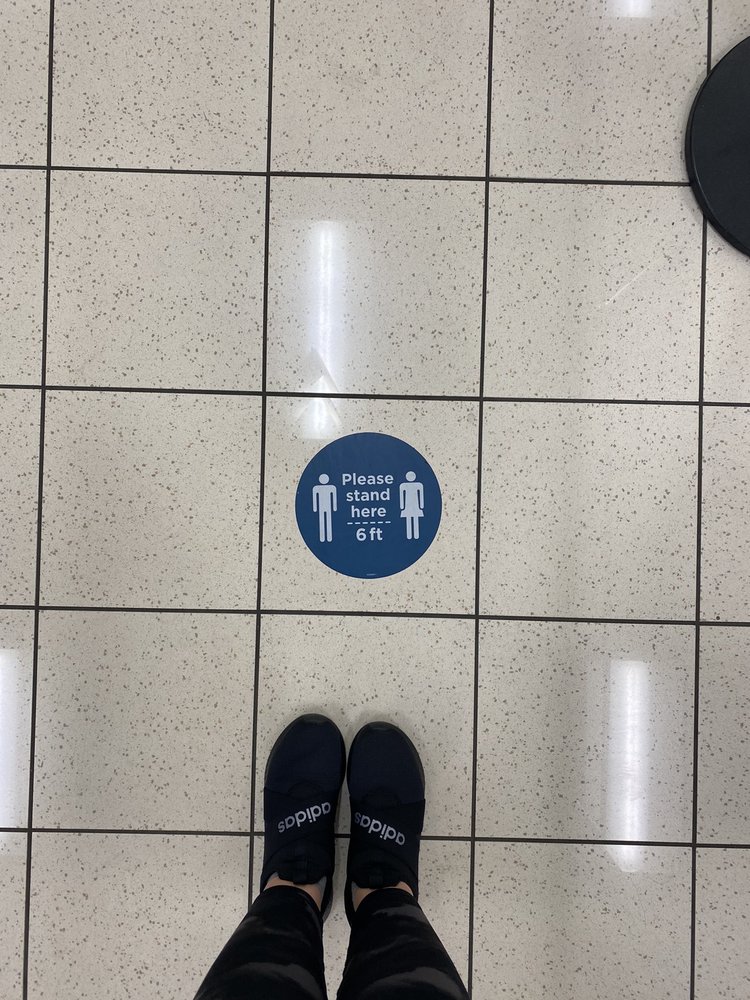 Please
stand
here
6 ft
adidas
adidas